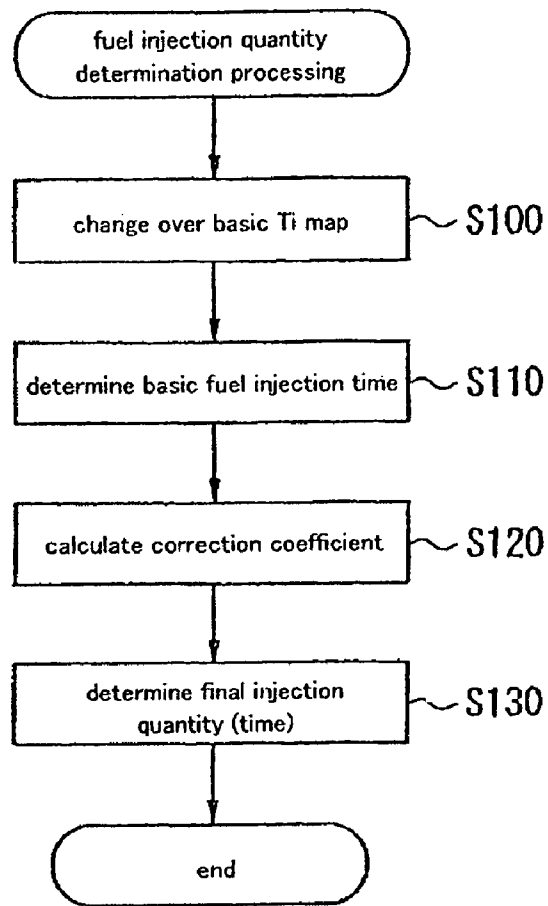 fuel injection quantity
determination processing
change over basic Ti map
S100
determine basic fuel injection time
S110
calculate correction coefficient
S120
determine final injection
quantity (time)
S130
end